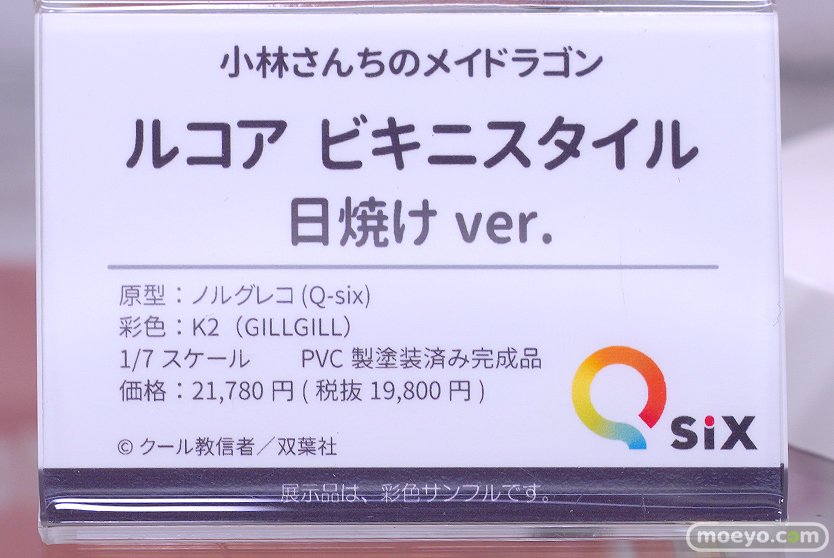 小林さんちのメイドラゴン
ルコア ビキニスタイル
日焼け ver.
原型：ノルグレコ (Q-six)
彩色：K2（GILLGILL）
1/7 スケール　　PVC 製塗装済み完成品
価格：21,780 円 ( 税抜 19,800 円 )
© クール教信者／双葉社
Q six
展示品は、彩色サンプルです。
moeyo.com